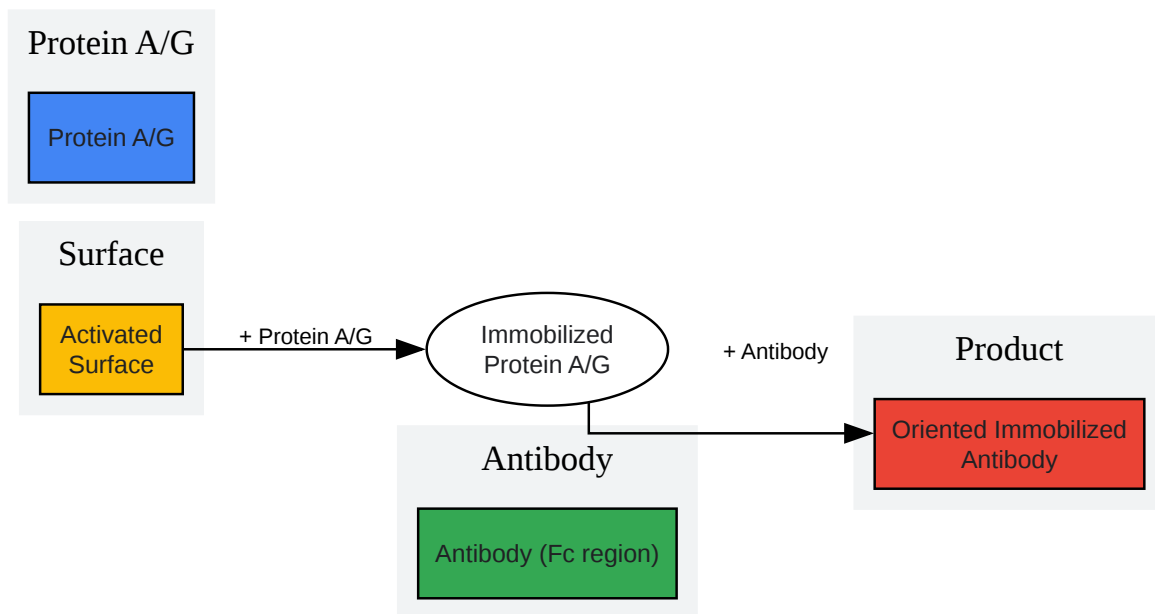 Protein A/G
Protein A/G
Surface
Activated
Surface
+ Protein A/G
Immobilized
Protein A/G
+ Antibody
Product
Oriented Immobilized
Antibody
Antibody
Antibody (Fc region)